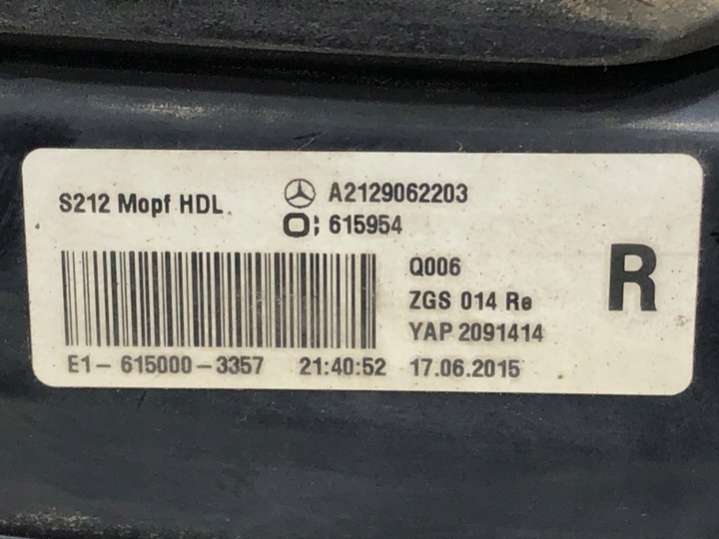 S212 Mopf HDL
A2129062203
O; 615954
Q006
ZGS 014 Re
YAP 2091414
R
E1-615000-3357 21:40:52 17.06.2015